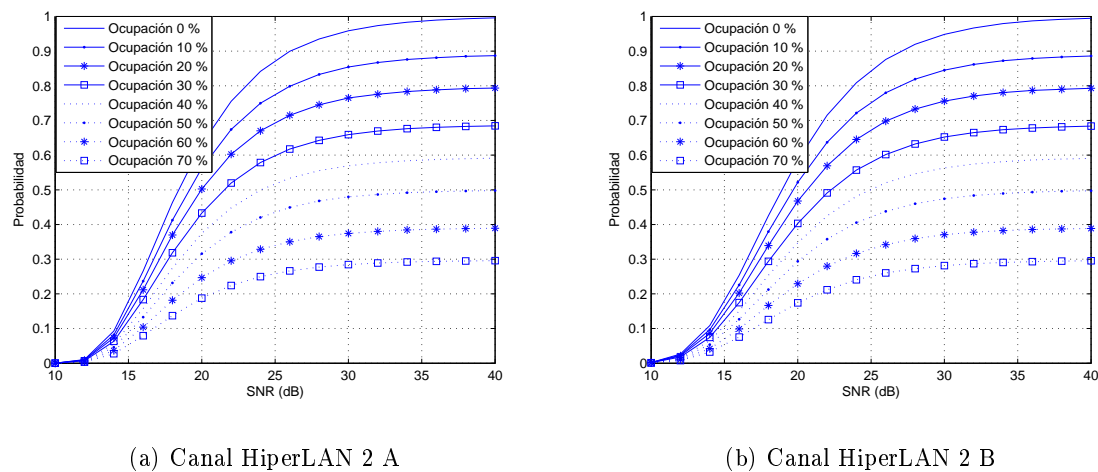 1
0.9
0.8
0.7
0.6
0.5
0.4
0.3
0.2
0.1
0
Probabilidad
Ocupación 0 %
Ocupación 10 %
Ocupación 20 %
Ocupación 30 %
Ocupación 40 %
Ocupación 50 %
Ocupación 60 %
Ocupación 70 %
10 15 20 25 30 35 40
SNR (dB)
(a) Canal HiperLAN 2 A
1
0.9
0.8
0.7
0.6
0.5
0.4
0.3
0.2
0.1
0
Probabilidad
Ocupación 0 %
Ocupación 10 %
Ocupación 20 %
Ocupación 30 %
Ocupación 40 %
Ocupación 50 %
Ocupación 60 %
Ocupación 70 %
10 15 20 25 30 35 40
SNR (dB)
(b) Canal HiperLAN 2 B